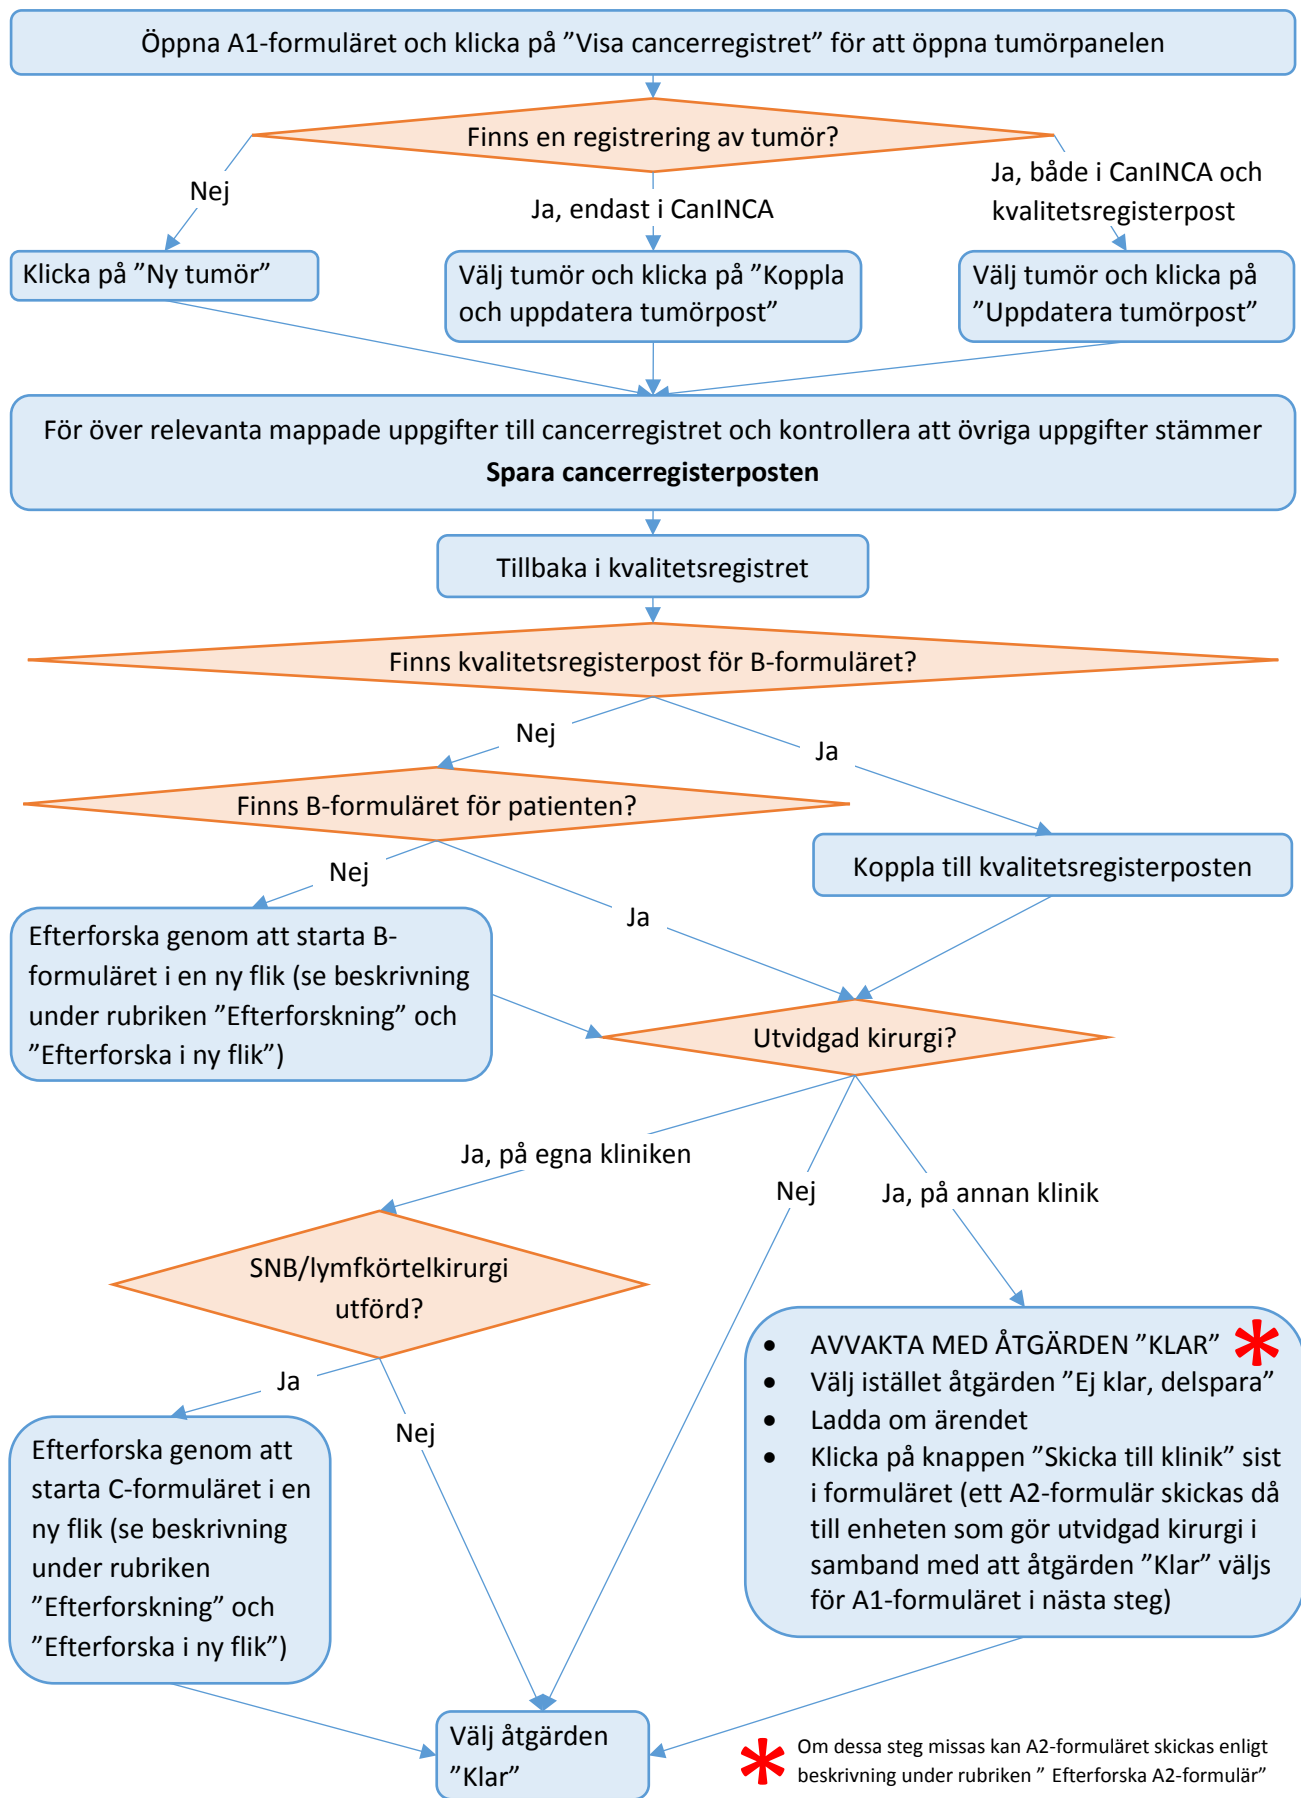 Öppna A1-formuläret och klicka på ”Visa cancerregistret” för att öppna tumörpanelen
Finns en registrering av tumör?
Nej
Ja, endast i CanINCA
Ja, både i CanINCA och
kvalitetsregisterpost
Klicka på ”Ny tumör”
Välj tumör och klicka på ”Koppla
och uppdatera tumörpost”
Välj tumör och klicka på
”Uppdatera tumörpost”
För över relevanta mappade uppgifter till cancerregistret och kontrollera att övriga uppgifter stämmer
Spara cancerregisterposten
Tillbaka i kvalitetsregistret
Finns kvalitetsregisterpost för B-formuläret?
Nej
Ja
Finns B-formuläret för patienten?
Koppla till kvalitetsregisterposten
Nej
Ja
Efterforska genom att starta B-
formuläret i en ny flik (se beskrivning
under rubriken ”Efterforskning” och
”Efterforska i ny flik”)
Utvidgad kirurgi?
Ja, på egna kliniken
Nej
Ja, på annan klinik
SNB/lymfkörtelkirurgi
utförd?
Ja
Nej
Efterforska genom att
starta C-formuläret i en
ny flik (se beskrivning
under rubriken
”Efterforskning” och
”Efterforska i ny flik”)
• AVVAKTA MED ÅTGÄRDEN ”KLAR” *
• Välj istället åtgärden ”Ej klar, delspara”
• Ladda om ärendet
• Klicka på knappen ”Skicka till klinik” sist
i formuläret (ett A2-formulär skickas då
till enheten som gör utvidgad kirurgi i
samband med att åtgärden ”Klar” väljs
för A1-formuläret i nästa steg)
Välj åtgärden
”Klar”
* Om dessa steg missas kan A2-formuläret skickas enligt
beskrivning under rubriken ” Efterforska A2-formulär”